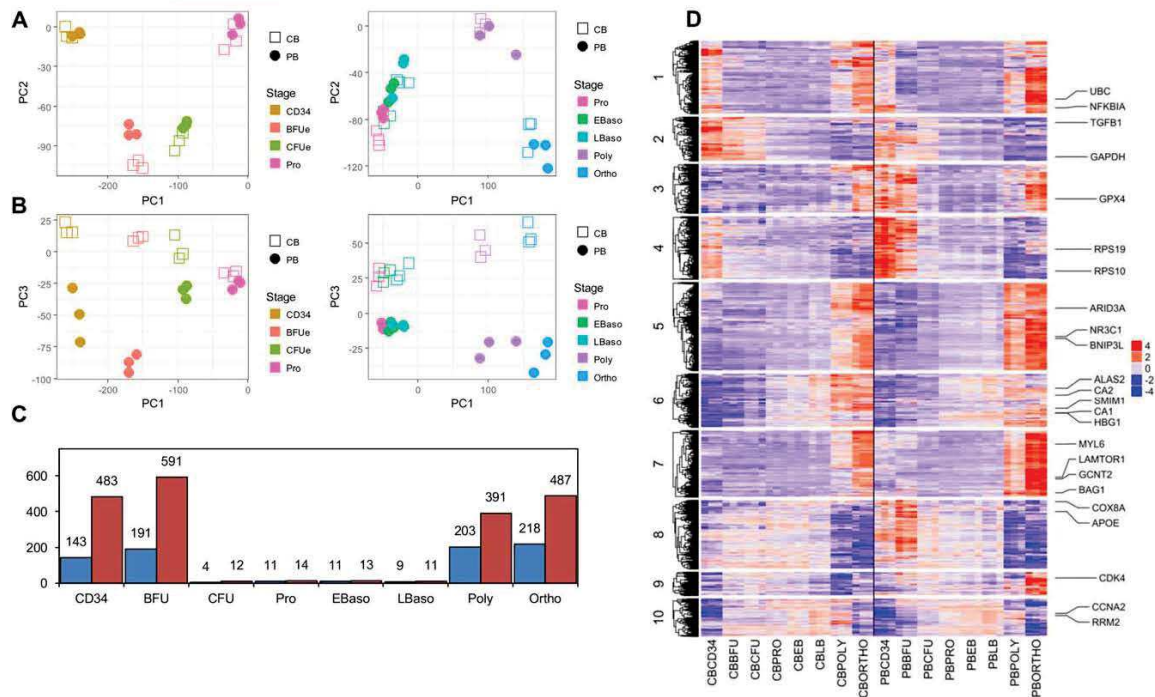 A
PC2
0
-30
-60
-90
-200
-100
0
PC1
CB
PB
Stage
CD34
BFUe
CFUe
Pro
PC2
0
-40
-80
-120
0
100
PC1
CB
PB
Stage
Pro
EBaso
LBaso
Poly
Ortho
B
PC3
25
0
-25
-50
-75
-100
-200
-100
0
PC1
CB
PB
Stage
CD34
BFUe
CFUe
Pro
PC3
50
25
0
-25
0
100
PC1
CB
PB
Stage
Pro
EBaso
LBaso
Poly
Ortho
C
600
400
200
0
143 483
191 591
4 12
11 14
11 13
9 11
203 391
218 487
CD34 BFU CFU Pro EBaso LBaso Poly Ortho
D
1
2
3
4
5
6
7
8
9
10
UBC
NFKBIA
TGFB1
GAPDH
GPX4
RPS19
RPS10
ARID3A
NR3C1
BNIP3L
ALAS2
CA2
SMIM1
CA1
HBG1
MYL6
LAMTOR1
GCNT2
BAG1
COX8A
APOE
CDK4
CCNA2
RRM2
4
2
0
-2
-4
CBCD34
CBBFU
CBCFU
CBPRO
CBEB
CBLB
CBPOLY
CBORTHO
PBCD34
PBBFU
PBCFU
PBPRO
PBEB
PBLB
PBPOLY
PBORTHO